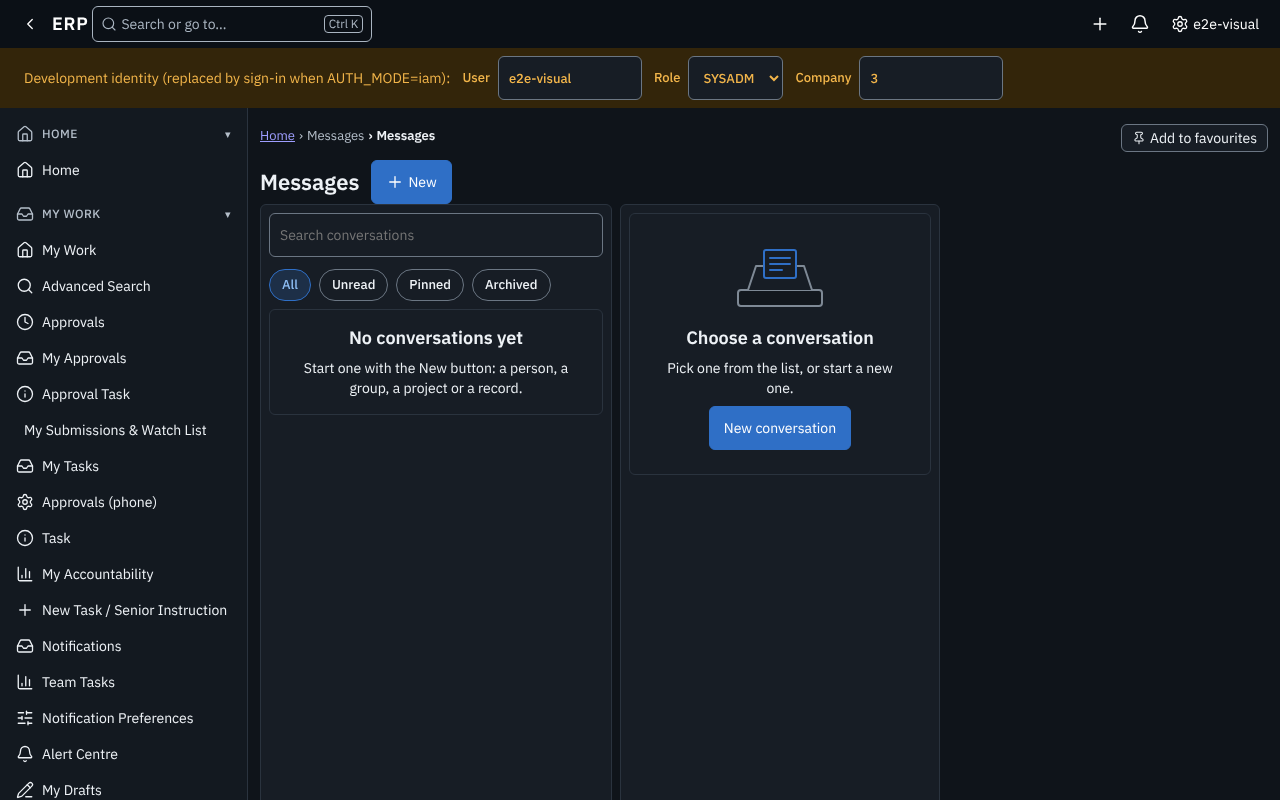 ERP
Search or go to...
Ctrl K
e2e-visual
Development identity (replaced by sign-in when AUTH_MODE=iam):
User
e2e-visual
Role
SYSADM
Company
3
HOME
Home
MY WORK
My Work
Advanced Search
Approvals
My Approvals
Approval Task
My Submissions & Watch List
My Tasks
Approvals (phone)
Task
My Accountability
New Task / Senior Instruction
Notifications
Team Tasks
Notification Preferences
Alert Centre
My Drafts
Home › Messages › Messages
Add to favourites
Messages
New
Search conversations
All
Unread
Pinned
Archived
No conversations yet
Start one with the New button: a person, a
group, a project or a record.
Choose a conversation
Pick one from the list, or start a new
one.
New conversation